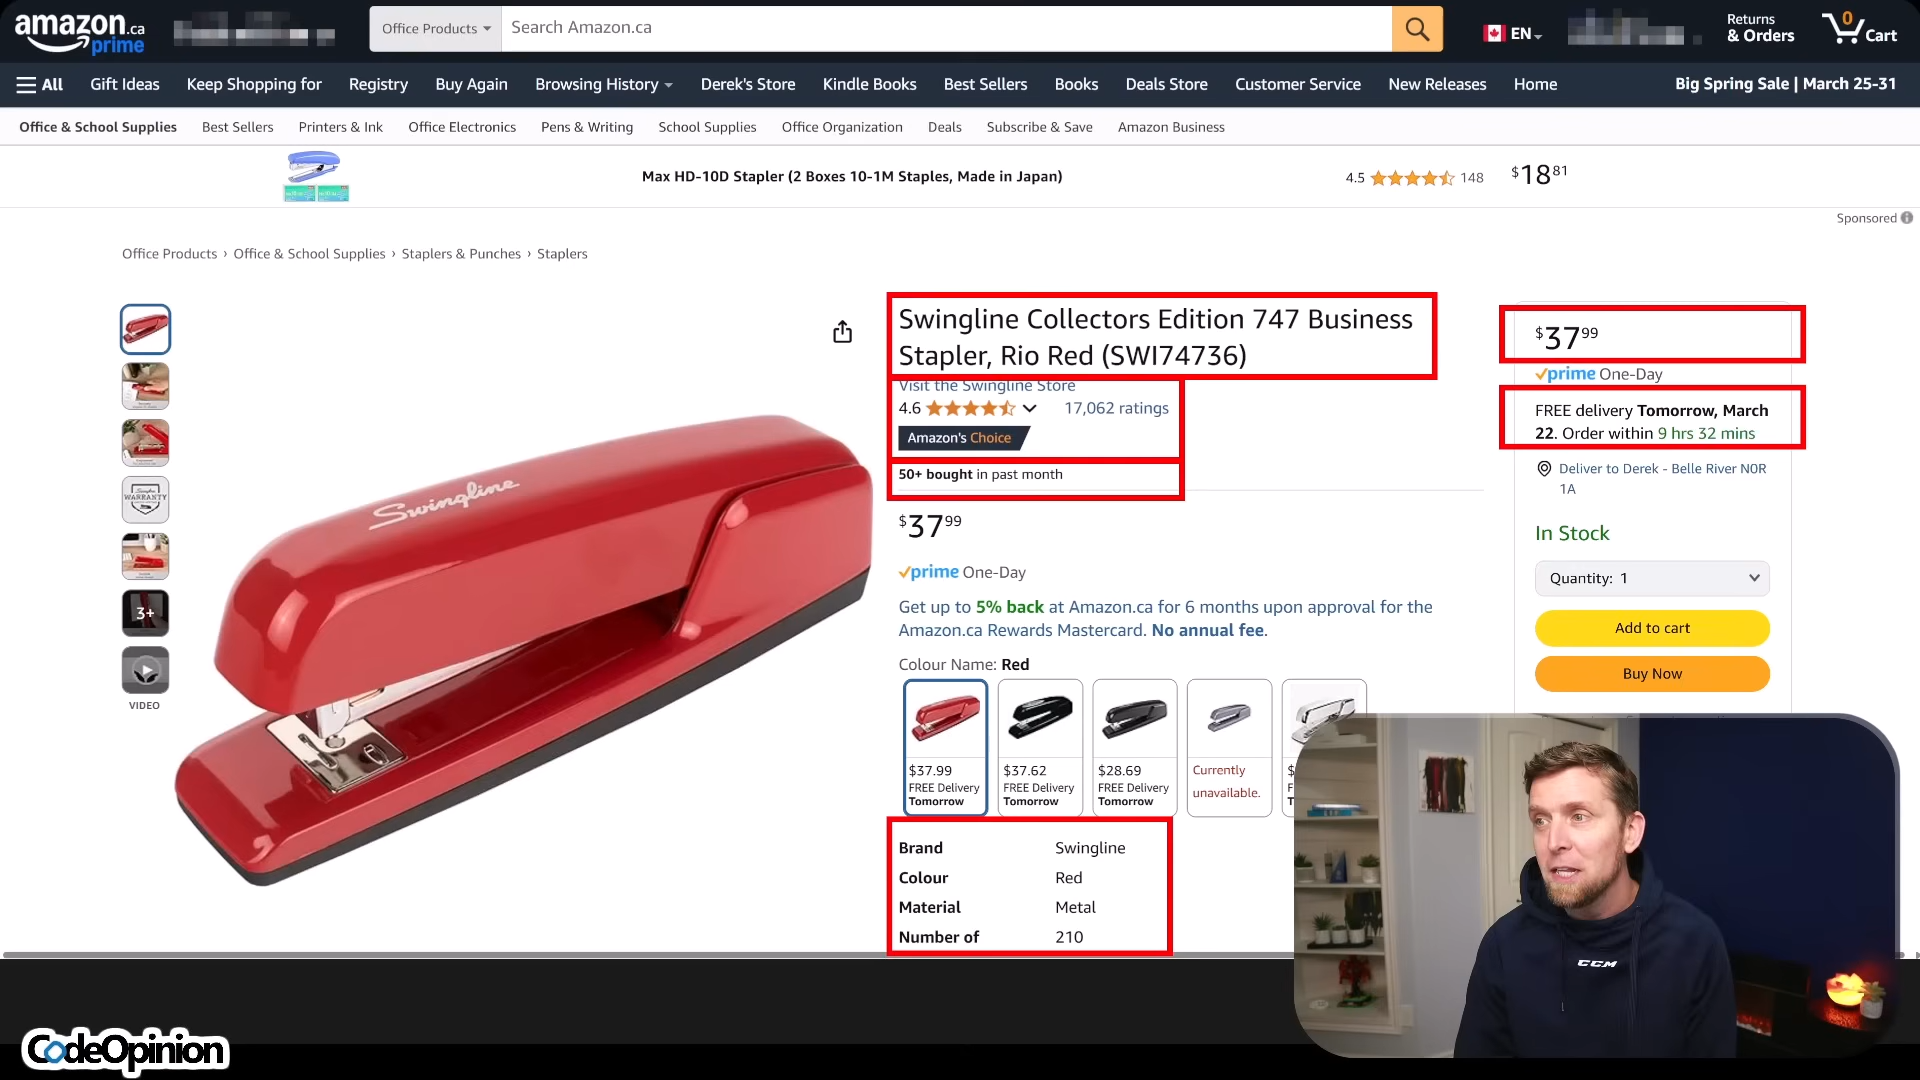 amazon.ca
prime
Office Products
Search Amazon.ca
EN
Returns
& Orders
0
Cart
All
Gift Ideas
Keep Shopping for
Registry
Buy Again
Browsing History
Derek's Store
Kindle Books
Best Sellers
Books
Deals Store
Customer Service
New Releases
Home
Big Spring Sale | March 25-31
Office & School Supplies
Best Sellers
Printers & Ink
Office Electronics
Pens & Writing
School Supplies
Office Organization
Deals
Subscribe & Save
Amazon Business
Max HD-10D Stapler (2 Boxes 10-1M Staples, Made in Japan)
4.5
148
$18.81
Sponsored
Office Products › Office & School Supplies › Staplers & Punches › Staplers
WARRANTY
3+
VIDEO
Swingline
Swingline Collectors Edition 747 Business
Stapler, Rio Red (SWI74736)
Visit the Swingline Store
4.6
17,062 ratings
Amazon's Choice
50+ bought in past month
$37.99
prime One-Day
Get up to 5% back at Amazon.ca for 6 months upon approval for the
Amazon.ca Rewards Mastercard. No annual fee.
Colour Name: Red
$37.99
FREE Delivery
Tomorrow
$37.62
FREE Delivery
Tomorrow
$28.69
FREE Delivery
Tomorrow
Currently
unavailable.
Brand Swingline
Colour Red
Material Metal
Number of 210
$37.99
prime One-Day
FREE delivery Tomorrow, March
22. Order within 9 hrs 32 mins
Deliver to Derek - Belle River N0R
1A
In Stock
Quantity: 1
Add to cart
Buy Now
CCM
CodeOpinion